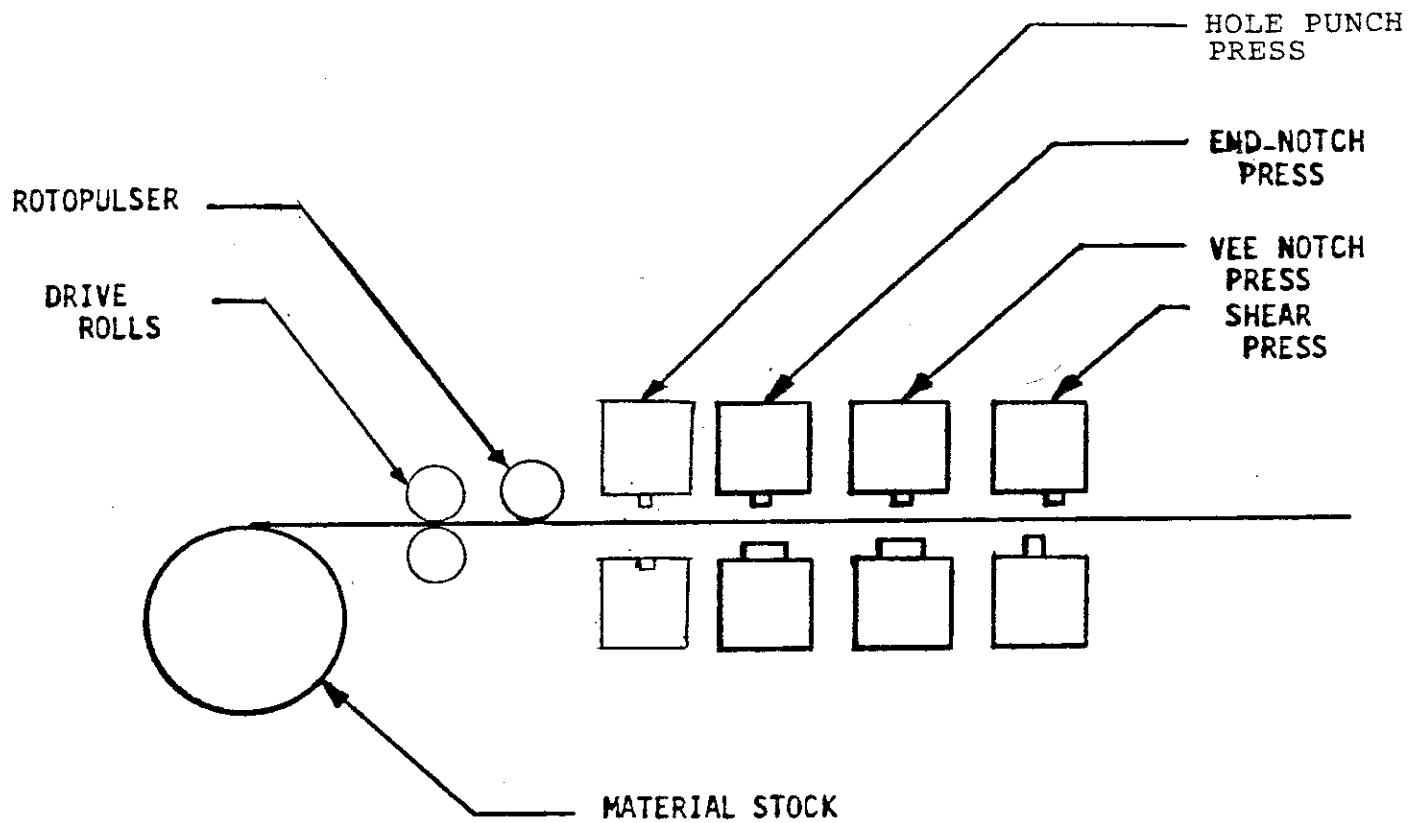 HOLE PUNCH
PRESS
END-NOTCH
PRESS
ROTOPULSER
VEE NOTCH
PRESS
DRIVE
ROLLS
SHEAR
PRESS
MATERIAL STOCK